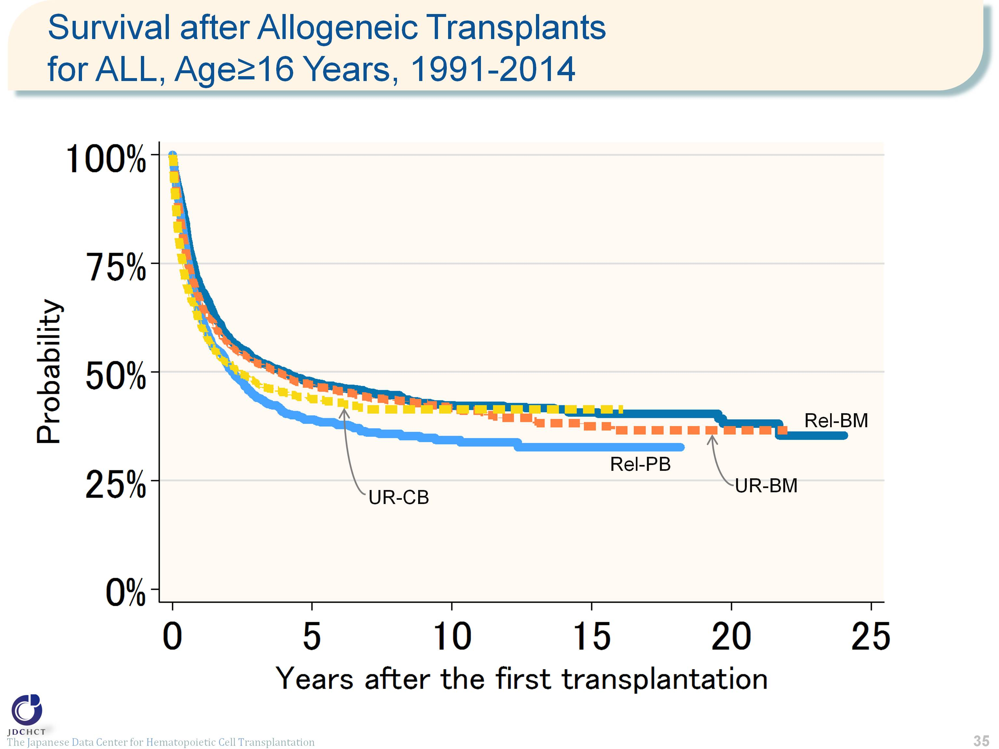 Survival after Allogeneic Transplants
for ALL, Age≥16 Years, 1991-2014
100%
75%
50%
25%
0%
Probability
Rel-BM
Rel-PB
UR-BM
UR-CB
0 5 10 15 20 25
Years after the first transplantation
JDCHCT
The Japanese Data Center for Hematopoietic Cell Transplantation
35